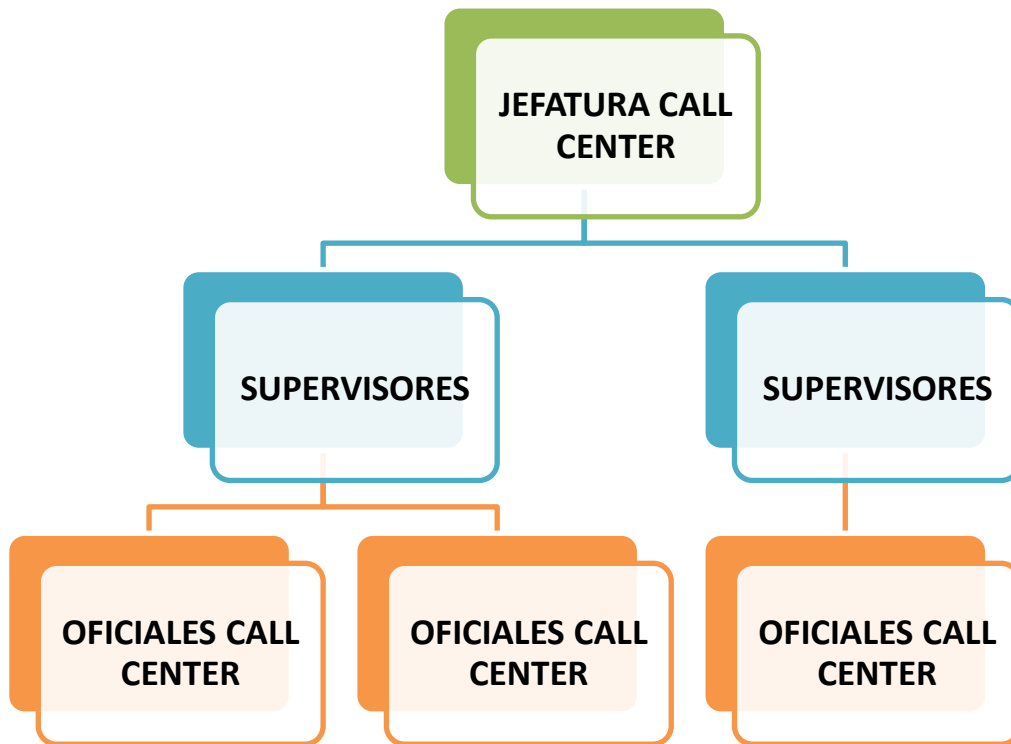 JEFATURA CALL
CENTER
SUPERVISORES
SUPERVISORES
OFICIALES CALL
CENTER
OFICIALES CALL
CENTER
OFICIALES CALL
CENTER